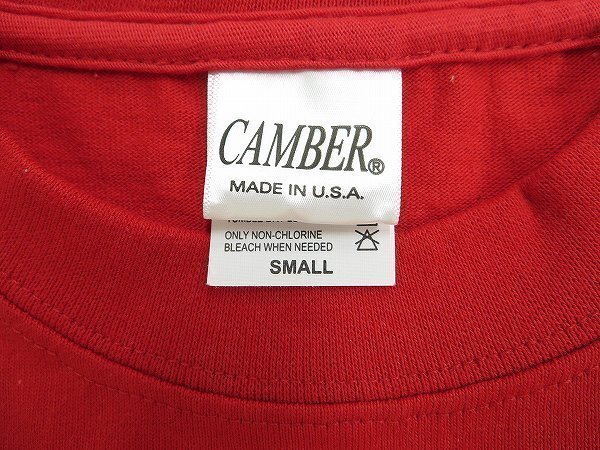 CAMBER®
MADE IN U.S.A.
ONLY NON-CHLORINE
BLEACH WHEN NEEDED
SMALL